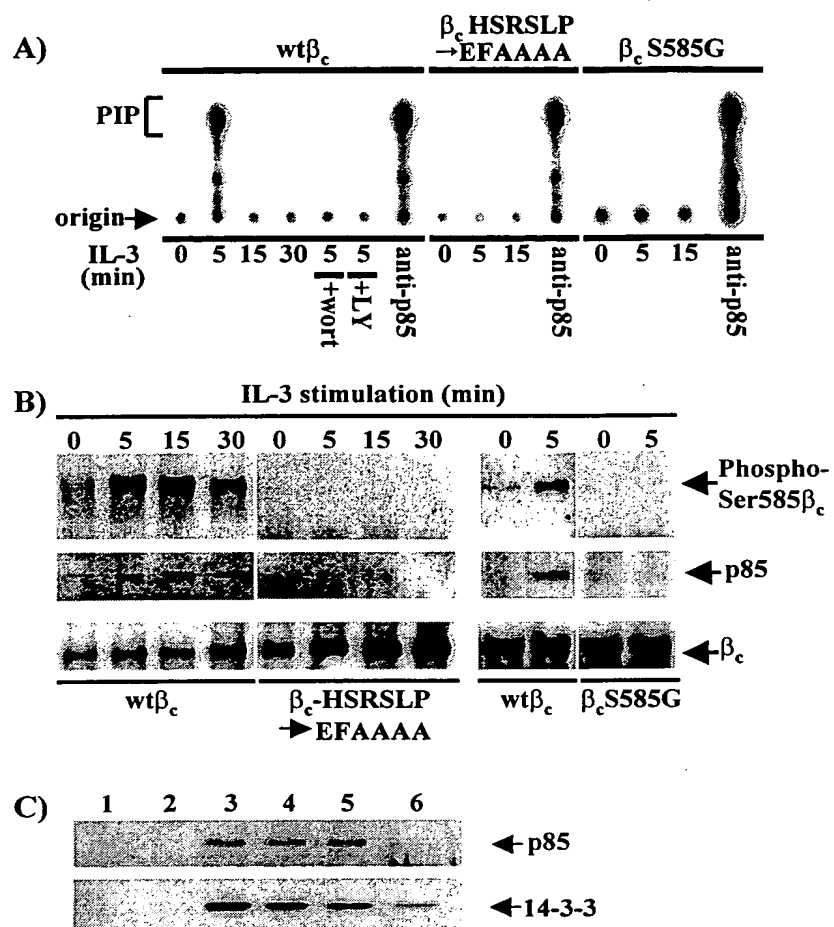 A)
wtβc
βc HSRSLP
→EFAAAA
βc S585G
PIP
origin
IL-3
(min)
0 5 15 30 5 5 anti-p85 0 5 15 anti-p85 0 5 15 anti-p85
+wort +LY
B)
IL-3 stimulation (min)
0 5 15 30 0 5 15 30 0 5 0 5
Phospho-
Ser585βc
p85
βc
wtβc
βc-HSRSLP
→EFAAAA
wtβc
βcS585G
C)
1 2 3 4 5 6
p85
14-3-3